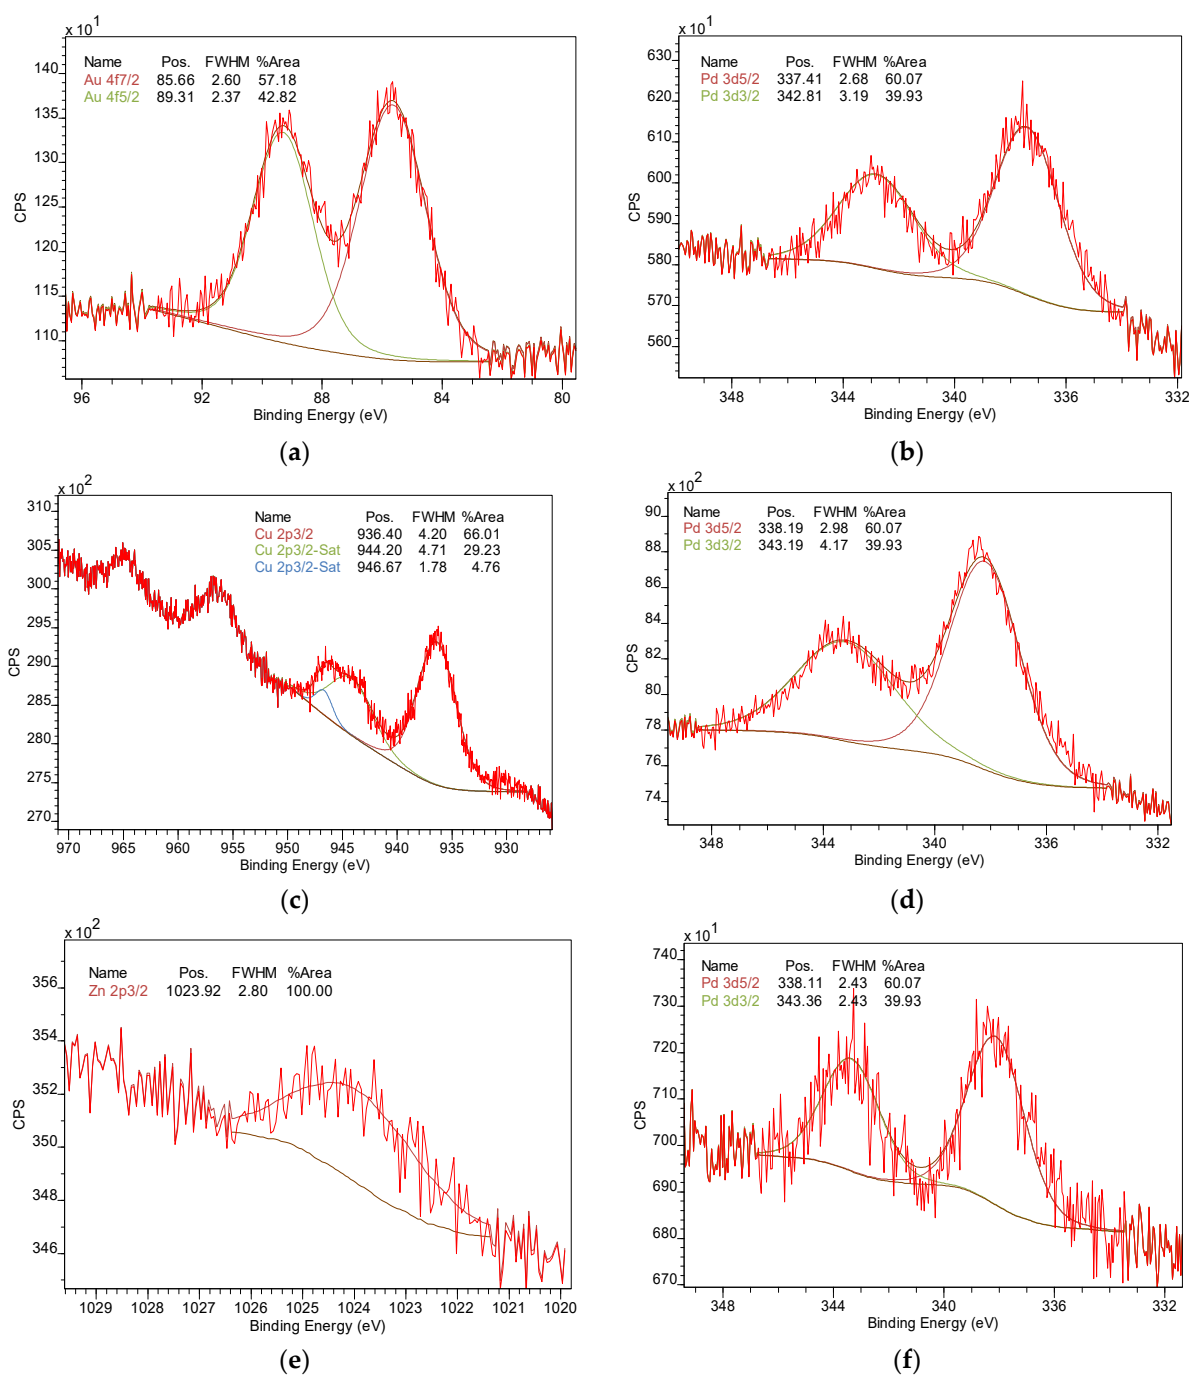 x 10^1
Name Pos. FWHM %Area
Au 4f7/2 85.66 2.60 57.18
Au 4f5/2 89.31 2.37 42.82
140
135
130
125
120
115
110
CPS
96 92 88 84 80
Binding Energy (eV)
(a)
x 10^1
Name Pos. FWHM %Area
Pd 3d5/2 337.41 2.68 60.07
Pd 3d3/2 342.81 3.19 39.93
630
620
610
600
590
580
570
560
CPS
348 344 340 336 332
Binding Energy (eV)
(b)
x 10^2
Name Pos. FWHM %Area
Cu 2p3/2 936.40 4.20 66.01
Cu 2p3/2-Sat 944.20 4.71 29.23
Cu 2p3/2-Sat 946.67 1.78 4.76
310
305
300
295
290
285
280
275
270
CPS
970 965 960 955 950 945 940 935 930
Binding Energy (eV)
(c)
x 10^2
Name Pos. FWHM %Area
Pd 3d5/2 338.19 2.98 60.07
Pd 3d3/2 343.19 4.17 39.93
90
88
86
84
82
80
78
76
74
CPS
348 344 340 336 332
Binding Energy (eV)
(d)
x 10^2
Name Pos. FWHM %Area
Zn 2p3/2 1023.92 2.80 100.00
356
354
352
350
348
346
CPS
1029 1028 1027 1026 1025 1024 1023 1022 1021 1020
Binding Energy (eV)
(e)
x 10^1
Name Pos. FWHM %Area
Pd 3d5/2 338.11 2.43 60.07
Pd 3d3/2 343.36 2.43 39.93
740
730
720
710
700
690
680
670
CPS
348 344 340 336 332
Binding Energy (eV)
(f)